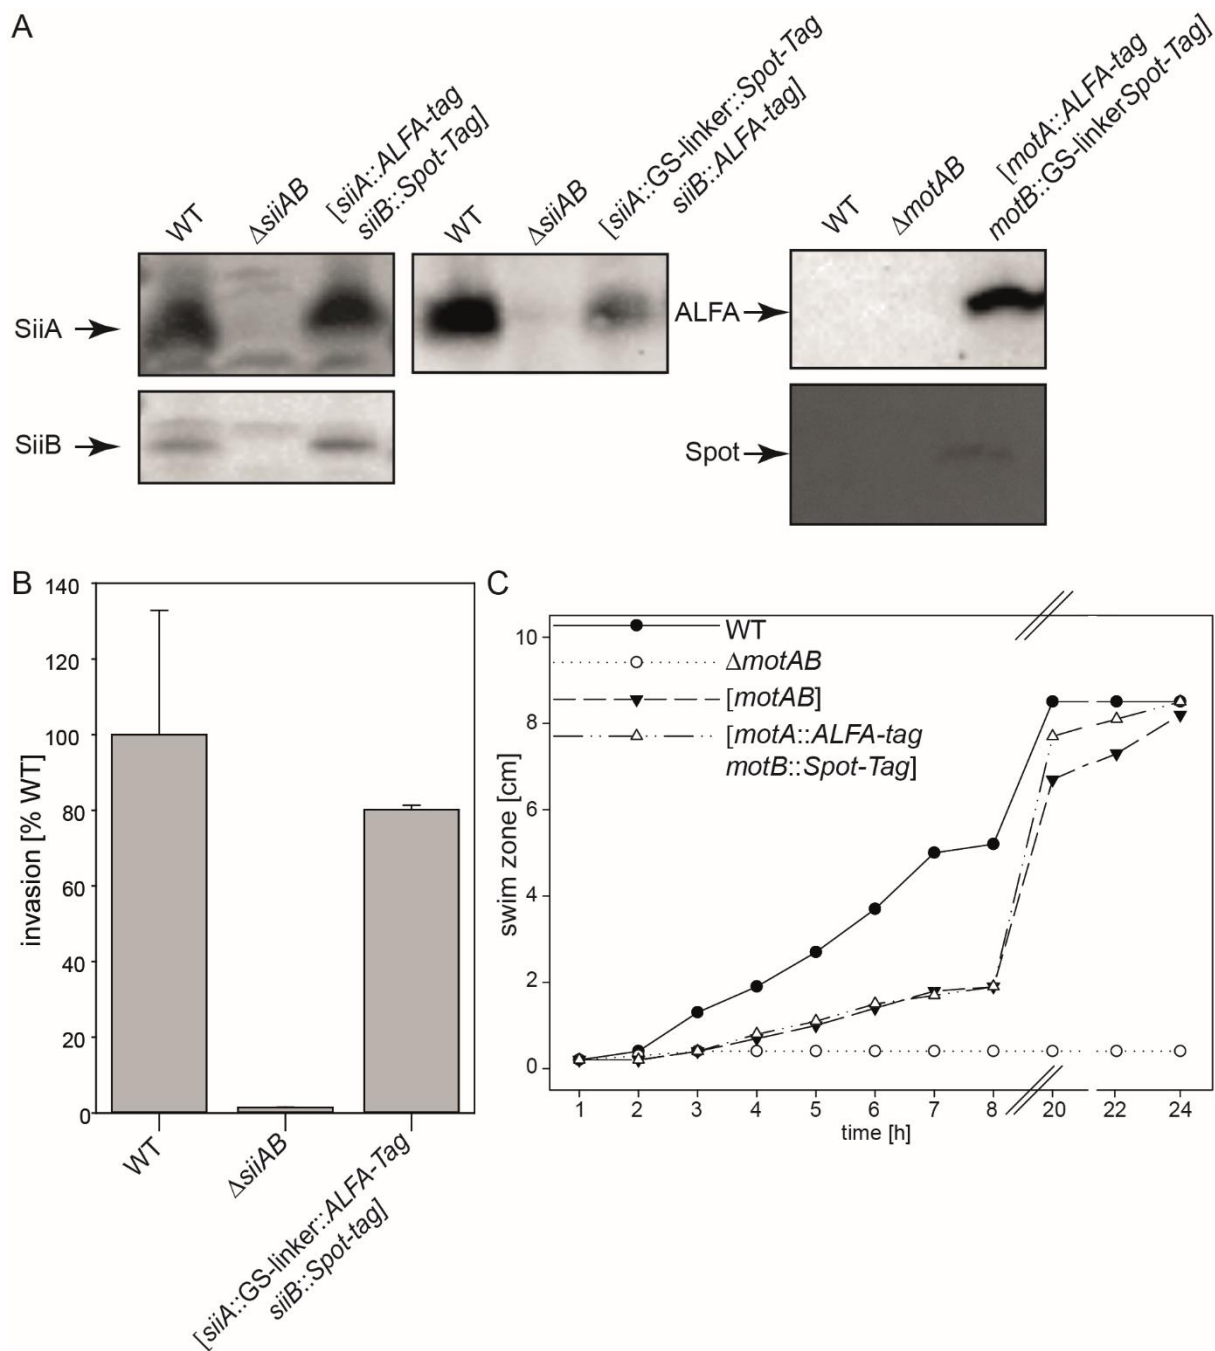 A
WT
ΔsiiAB
[siiA::ALFA-tag
siiB::Spot-Tag]
WT
ΔsiiAB
[siiA::GS-linker::Spot-Tag
siiB::ALFA-tag]
WT
ΔmotAB
[motA::ALFA-tag
motB::GS-linkerSpot-Tag]
SiiA
SiiB
ALFA
Spot
B
invasion [% WT]
140
120
100
80
60
40
20
0
WT
ΔsiiAB
[siiA::GS-linker::ALFA-Tag
siiB::Spot-tag]
C
WT
ΔmotAB
[motAB]
[motA::ALFA-tag
motB::Spot-Tag]
swim zone [cm]
10
8
6
4
2
0
1 2 3 4 5 6 7 8 20 22 24
time [h]